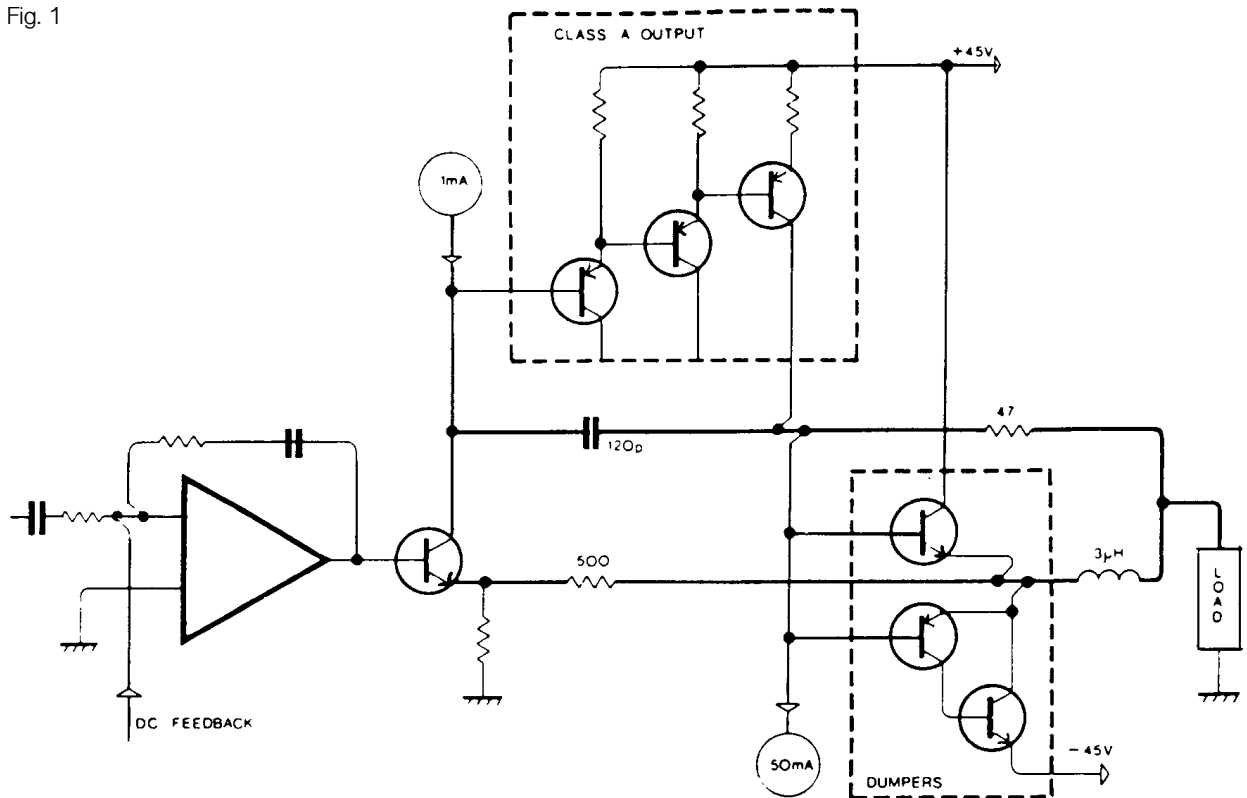 Fig. 1
CLASS A OUTPUT
+45V
1mA
47
120p
500
3µH
LOAD
DC FEEDBACK
50mA
-45V
DUMPERS